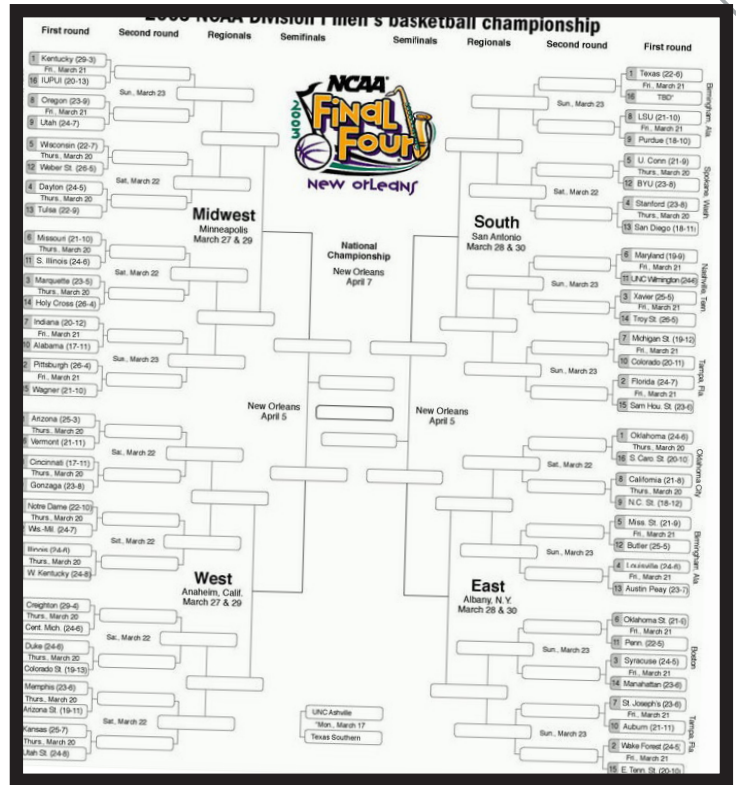 2003 NCAA Division I men's basketball championship
First round Second round Regionals Semifinals Semifinals Regionals Second round First round
1 Kentucky (29-3)
Fri., March 21
16 IUPUI (20-13)
Sun., March 23
8 Oregon (23-9)
Fri., March 21
9 Utah (24-7)
5 Wisconsin (22-7)
Thurs., March 20
12 Weber St. (26-5)
Sat., March 22
4 Dayton (24-5)
Thurs., March 20
13 Tulsa (22-9)
Midwest
Minneapolis
March 27 & 29
6 Missouri (21-10)
Thurs., March 20
11 S. Illinois (24-6)
Sat., March 22
3 Marquette (23-5)
Thurs., March 20
14 Holy Cross (26-4)
7 Indiana (20-12)
Fri., March 21
10 Alabama (17-11)
Sun., March 23
2 Pittsburgh (26-4)
Fri., March 21
Wagner (21-10)
Arizona (25-3)
Thurs., March 20
Vermont (21-11)
Sat., March 22
Cincinnati (17-11)
Thurs., March 20
Gonzaga (23-8)
Notre Dame (22-10)
Thurs., March 20
Wis.-Mil. (24-7)
Sat., March 22
Illinois (24-6)
Thurs., March 20
W. Kentucky (24-8)
West
Anaheim, Calif.
March 27 & 29
Creighton (29-4)
Thurs., March 20
Cent. Mich. (24-6)
Sat., March 22
Duke (24-6)
Thurs., March 20
Colorado St. (19-13)
Memphis (23-6)
Thurs., March 20
Arizona St. (19-11)
Sat., March 22
Kansas (25-7)
Thurs., March 20
Utah St. (24-8)
NCAA
2003
Final
Four
New Orleans
National
Championship
New Orleans
April 7
New Orleans
April 5
New Orleans
April 5
UNC Ashville
*Mon., March 17
Texas Southern
1 Texas (22-6)
Fri., March 21
16 TBD*
Sun., March 23
8 LSU (21-10)
Fri., March 21
9 Purdue (18-10)
Birmingham, Ala
5 U. Conn (21-9)
Thurs., March 20
12 BYU (23-8)
Sat., March 22
4 Stanford (23-8)
Thurs., March 20
13 San Diego (18-11)
Spokane, Wash.
South
San Antonio
March 28 & 30
6 Maryland (19-9)
Fri., March 21
11 UNC Wilmington (24-6)
Sun., March 23
3 Xavier (25-5)
Fri., March 21
14 Troy St. (26-5)
Nashville, Tenn.
7 Michigan St. (19-12)
Fri., March 21
10 Colorado (20-11)
Sun., March 23
2 Florida (24-7)
Fri., March 21
15 Sam Hou. St. (23-6)
Tampa, Fla
1 Oklahoma (24-6)
Thurs., March 20
16 S. Caro. St. (20-10)
Sat., March 22
8 California (21-8)
Thurs., March 20
9 N.C. St. (18-12)
Oklahoma City
5 Miss. St. (21-9)
Fri., March 21
12 Butler (25-5)
Sun., March 23
4 Louisville (24-6)
Fri., March 21
13 Austin Peay (23-7)
Birmingham, Ala
East
Albany, N.Y.
March 28 & 30
6 Oklahoma St. (21-9)
Fri., March 21
11 Penn. (22-5)
Sun., March 23
3 Syracuse (24-5)
Fri., March 21
14 Manahattan (23-6)
Boston
7 St. Joseph's (23-6)
Fri., March 21
10 Auburn (21-11)
Sun., March 23
2 Wake Forest (24-5)
Fri., March 21
15 E. Tenn. St. (20-10)
Tampa, Fla